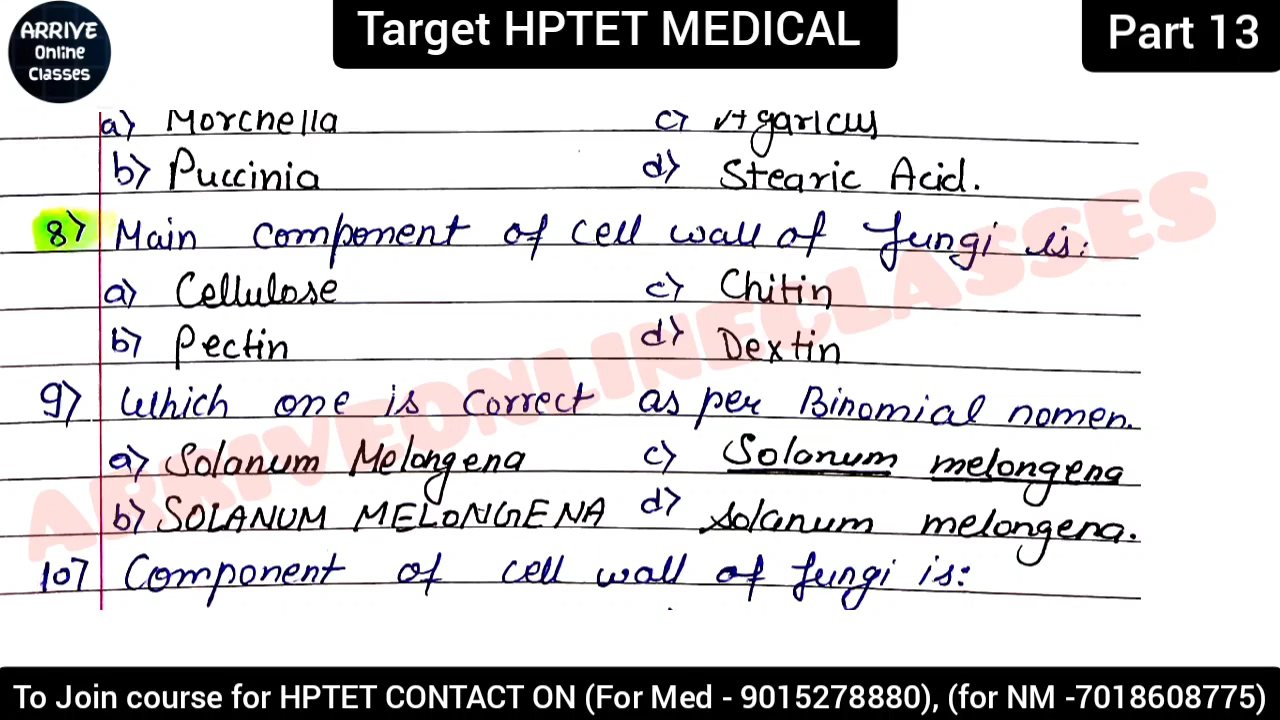 ARRIVE
Online
Classes
Target HPTET MEDICAL
Part 13
a) Morchella c) Agaricus
b) Puccinia d) Stearic Acid.
8) Main component of cell wall of fungi is:
a) Cellulose c) Chitin
b) Pectin d) Dextin
9) Which one is correct as per Binomial nomen.
a) Solanum Melongena c) Solanum melongena
b) SOLANUM MELONGENA d) solanum melongena.
10) Component of cell wall of fungi is:
ARRIVEONLINECLASSES
To Join course for HPTET CONTACT ON (For Med - 9015278880), (for NM -7018608775)